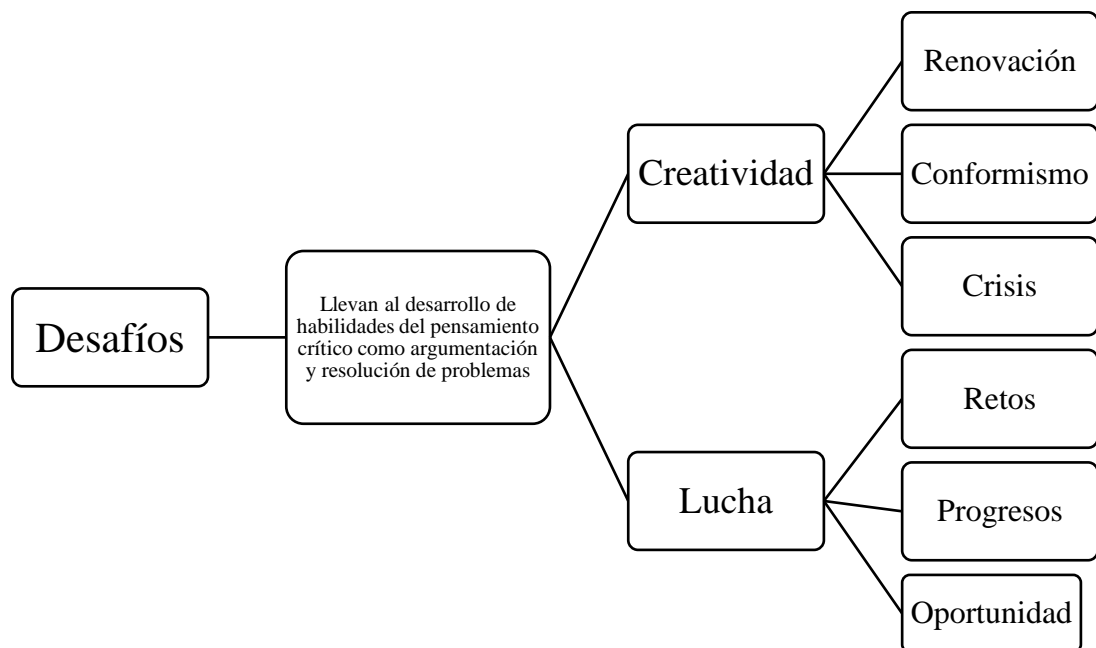 Desafíos
Llevan al desarrollo de
habilidades del pensamiento
crítico como argumentación
y resolución de problemas
Creatividad
Renovación
Conformismo
Crisis
Lucha
Retos
Progresos
Oportunidad